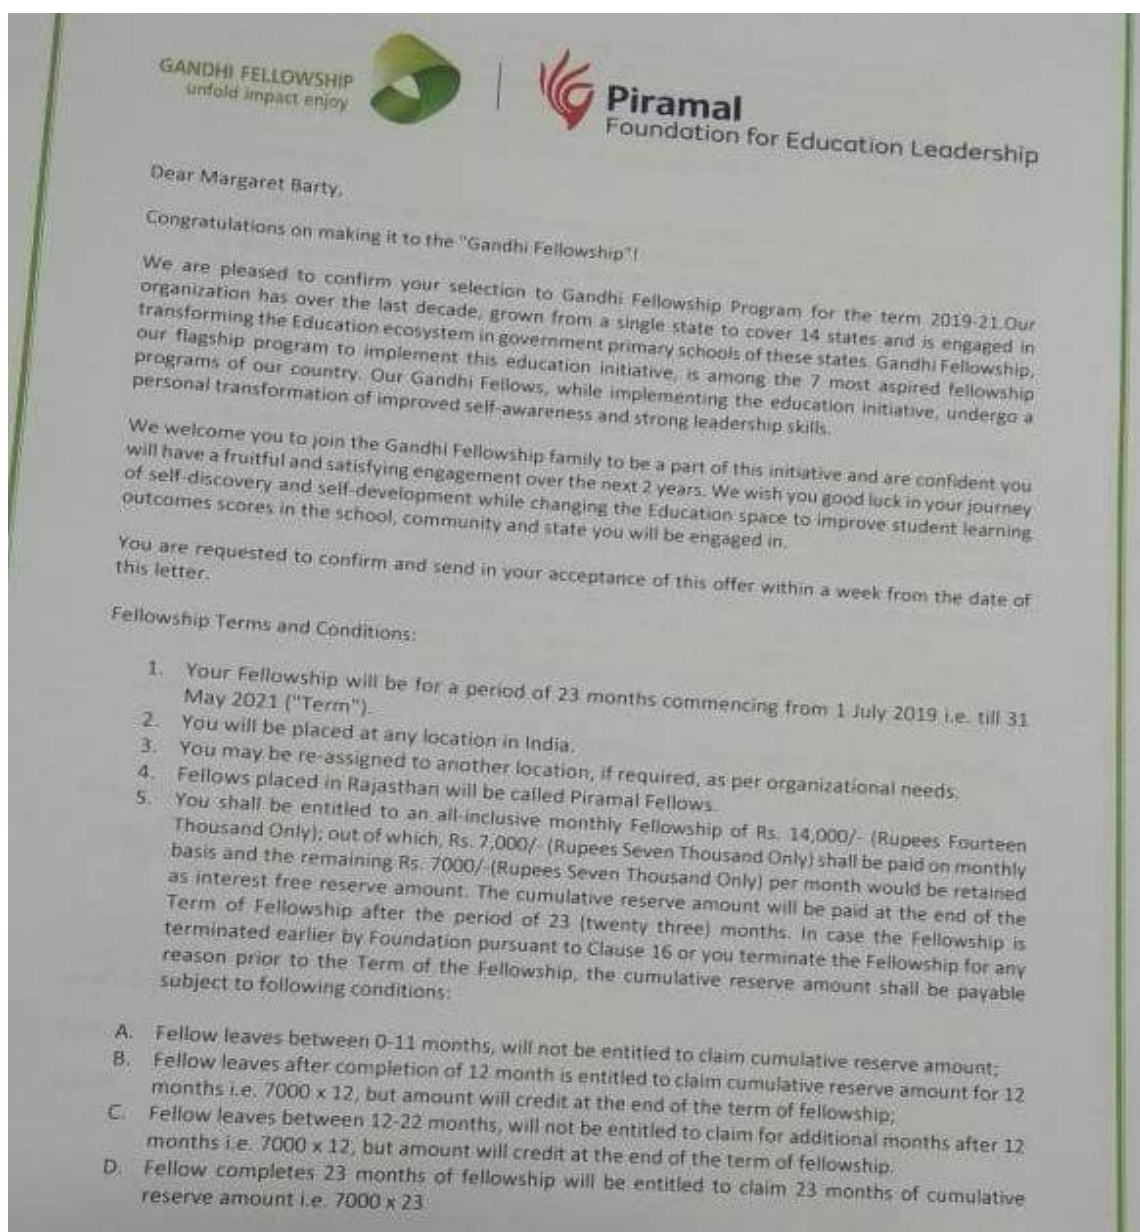 GANDHI FELLOWSHIP
unfold impact enjoy
Piramal
Foundation for Education Leadership
Dear Margaret Barty,
Congratulations on making it to the "Gandhi Fellowship"!
We are pleased to confirm your selection to Gandhi Fellowship Program for the term 2019-21.Our
organization has over the last decade, grown from a single state to cover 14 states and is engaged in
transforming the Education ecosystem in government primary schools of these states. Gandhi Fellowship,
our flagship program to implement this education initiative, is among the 7 most aspired fellowship
programs of our country. Our Gandhi Fellows, while implementing the education initiative, undergo a
personal transformation of improved self-awareness and strong leadership skills.
We welcome you to join the Gandhi Fellowship family to be a part of this initiative and are confident you
will have a fruitful and satisfying engagement over the next 2 years. We wish you good luck in your journey
of self-discovery and self-development while changing the Education space to improve student learning
outcomes scores in the school, community and state you will be engaged in.
You are requested to confirm and send in your acceptance of this offer within a week from the date of
this letter.
Fellowship Terms and Conditions:
1. Your Fellowship will be for a period of 23 months commencing from 1 July 2019 i.e. till 31
May 2021 ("Term").
2. You will be placed at any location in India.
3. You may be re-assigned to another location, if required, as per organizational needs.
4. Fellows placed in Rajasthan will be called Piramal Fellows.
5. You shall be entitled to an all-inclusive monthly Fellowship of Rs. 14,000/- (Rupees Fourteen
Thousand Only); out of which, Rs. 7,000/- (Rupees Seven Thousand Only) shall be paid on monthly
basis and the remaining Rs. 7000/-(Rupees Seven Thousand Only) per month would be retained
as interest free reserve amount. The cumulative reserve amount will be paid at the end of the
Term of Fellowship after the period of 23 (twenty three) months. In case the Fellowship is
terminated earlier by Foundation pursuant to Clause 16 or you terminate the Fellowship for any
reason prior to the Term of the Fellowship, the cumulative reserve amount shall be payable
subject to following conditions:
A. Fellow leaves between 0-11 months, will not be entitled to claim cumulative reserve amount;
B. Fellow leaves after completion of 12 month is entitled to claim cumulative reserve amount for 12
months i.e. 7000 x 12, but amount will credit at the end of the term of fellowship;
C. Fellow leaves between 12-22 months, will not be entitled to claim for additional months after 12
months i.e. 7000 x 12, but amount will credit at the end of the term of fellowship.
D. Fellow completes 23 months of fellowship will be entitled to claim 23 months of cumulative
reserve amount i.e. 7000 x 23